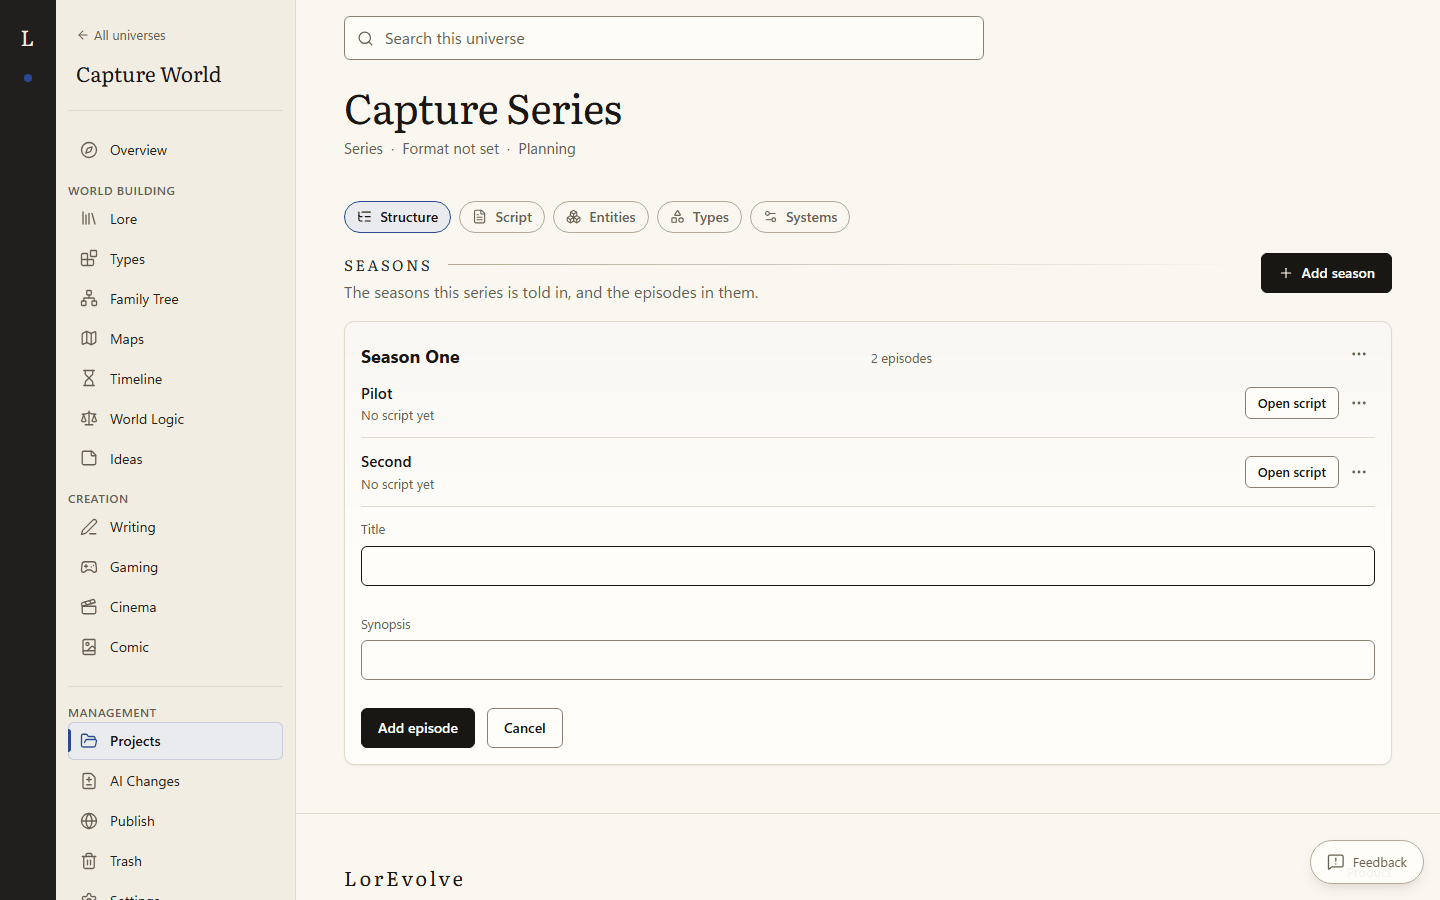 L
All universes
Capture World
Overview
WORLD BUILDING
Lore
Types
Family Tree
Maps
Timeline
World Logic
Ideas
CREATION
Writing
Gaming
Cinema
Comic
MANAGEMENT
Projects
AI Changes
Publish
Trash
Settings
Search this universe
Capture Series
Series · Format not set · Planning
Structure Script Entities Types Systems
SEASONS
Add season
The seasons this series is told in, and the episodes in them.
Season One 2 episodes
Pilot
No script yet
Open script
Second
No script yet
Open script
Title
Synopsis
Add episode Cancel
LorEvolve
Feedback
Product